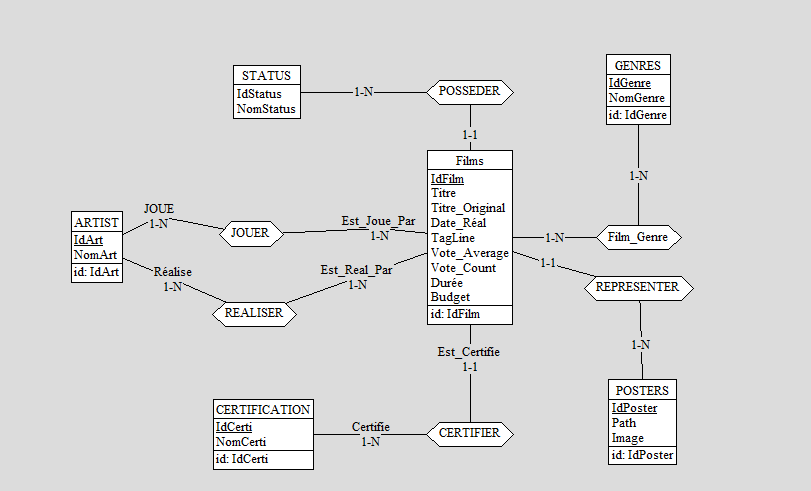 STATUS
IdStatus
NomStatus
1-N
POSSEDER
1-1
GENRES
IdGenre
NomGenre
id: IdGenre
1-N
Films
IdFilm
Titre
Titre_Original
Date_Réal
TagLine
Vote_Average
Vote_Count
Durée
Budget
id: IdFilm
ARTIST
IdArt
NomArt
id: IdArt
JOUE
1-N
JOUER
Est_Joue_Par
1-N
Réalise
1-N
REALISER
Est_Real_Par
1-N
1-N
Film_Genre
1-1
REPRESENTER
1-N
POSTERS
IdPoster
Path
Image
id: IdPoster
Est_Certifie
1-1
CERTIFICATION
IdCerti
NomCerti
id: IdCerti
Certifie
1-N
CERTIFIER